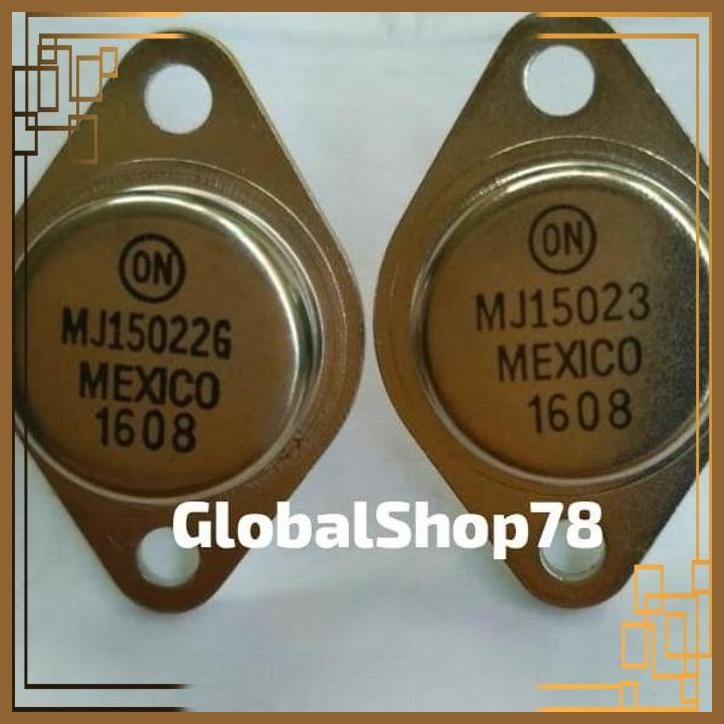 ON
MJ15022G
MEXICO
1608
ON
MJ15023
MEXICO
1608
GlobalShop78